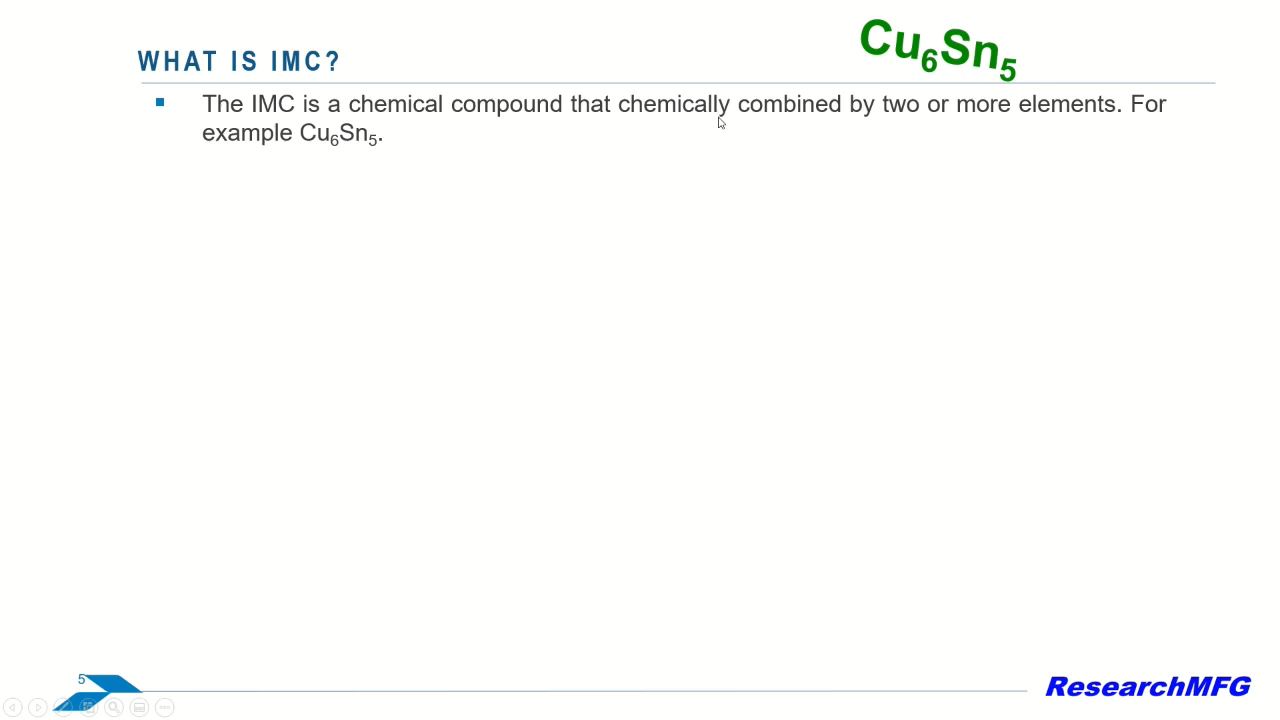 WHAT IS IMC?
Cu₆Sn₅
The IMC is a chemical compound that chemically combined by two or more elements. For
example Cu₆Sn₅.
5
ResearchMFG